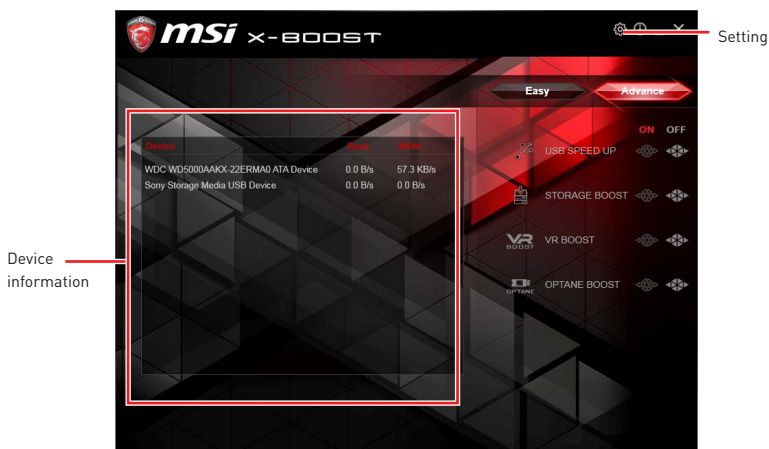 msi X-BOOST
Setting
Easy Advance
ON OFF
Device Read Write
WDC WD5000AAKX-22ERMA0 ATA Device 0.0 B/s 57.3 KB/s
Sony Storage Media USB Device 0.0 B/s 0.0 B/s
USB SPEED UP
STORAGE BOOST
VR BOOST VR BOOST
OPTANE OPTANE BOOST
Device
information